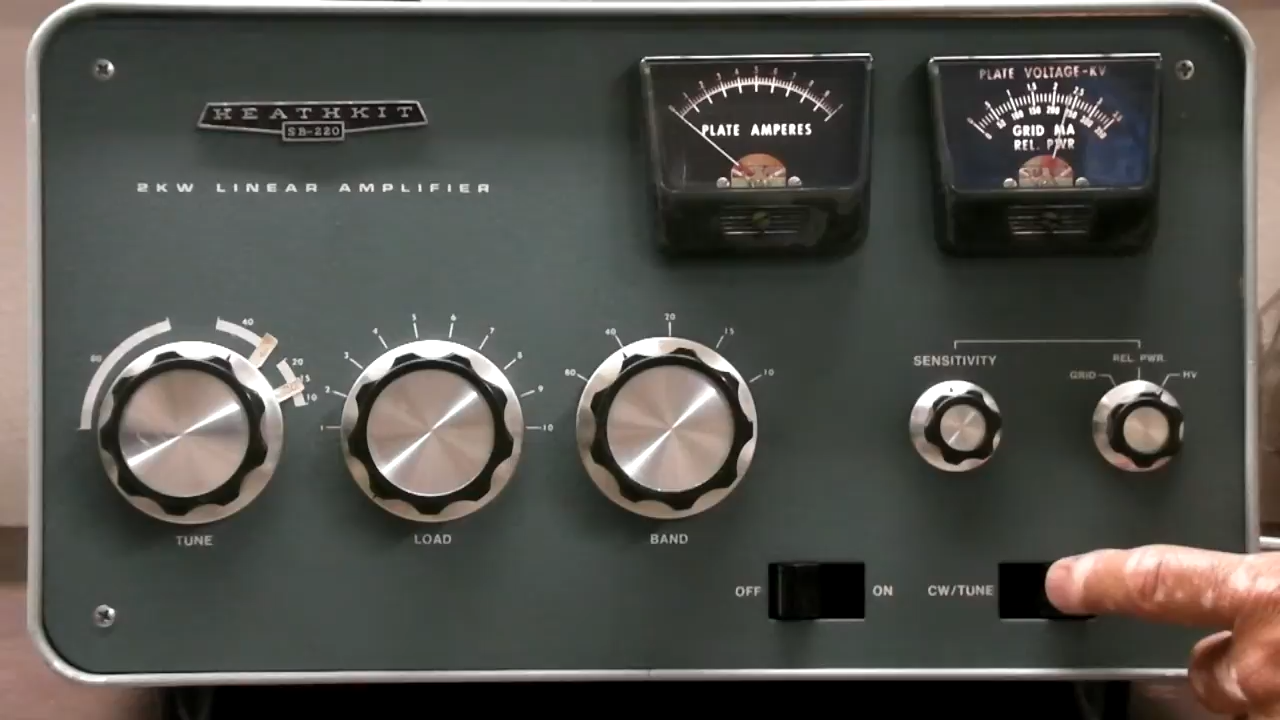 HEATHKIT
SB-220
2KW LINEAR AMPLIFIER
PLATE AMPERES
PLATE VOLTAGE-KV
GRID MA
REL. PWR
80
40
20
15
10
TUNE
1
2
3
4
5
6
7
8
9
10
LOAD
80
40
20
15
10
BAND
SENSITIVITY
REL. PWR.
GRID
HV
OFF
ON
CW/TUNE